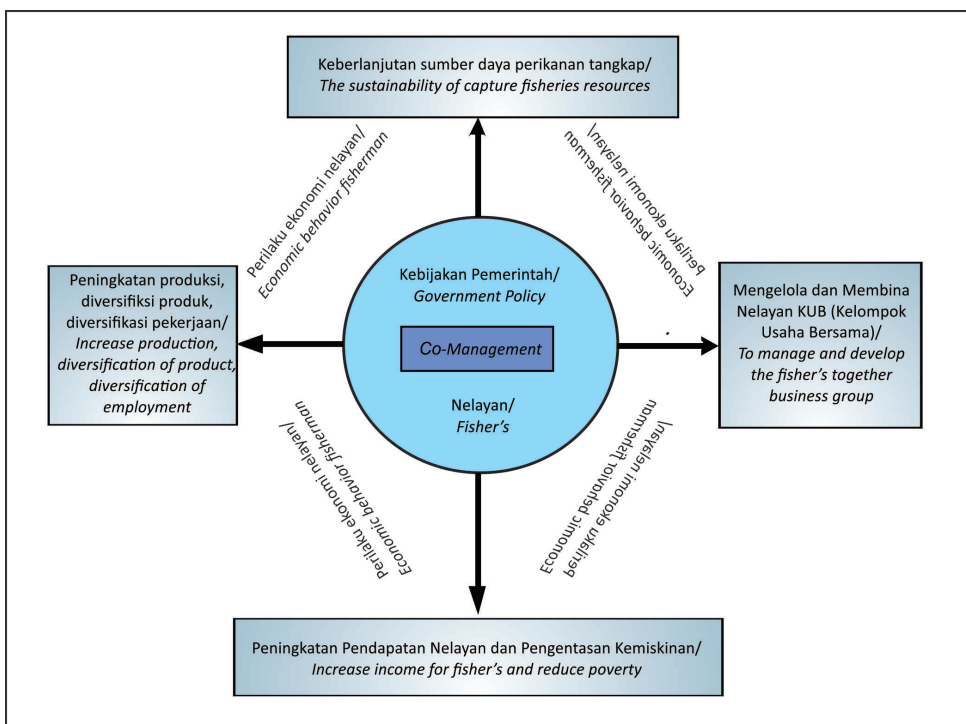 Keberlanjutan sumber daya perikanan tangkap/
The sustainability of capture fisheries resources
Perilaku ekonomi nelayan/
Economic behavior fisherman
Perilaku ekonomi nelayan/
Economic behavior fisherman
Peningkatan produksi,
diversifiksi produk,
diversifikasi pekerjaan/
Increase production,
diversification of product,
diversification of
employment
Kebijakan Pemerintah/
Government Policy
Co-Management
Nelayan/
Fisher's
Mengelola dan Membina
Nelayan KUB (Kelompok
Usaha Bersama)/
To manage and develop
the fisher's together
business group
Perilaku ekonomi nelayan/
Economic behavior fisherman
Perilaku ekonomi nelayan/
Economic behavior fisherman
Peningkatan Pendapatan Nelayan dan Pengentasan Kemiskinan/
Increase income for fisher's and reduce poverty